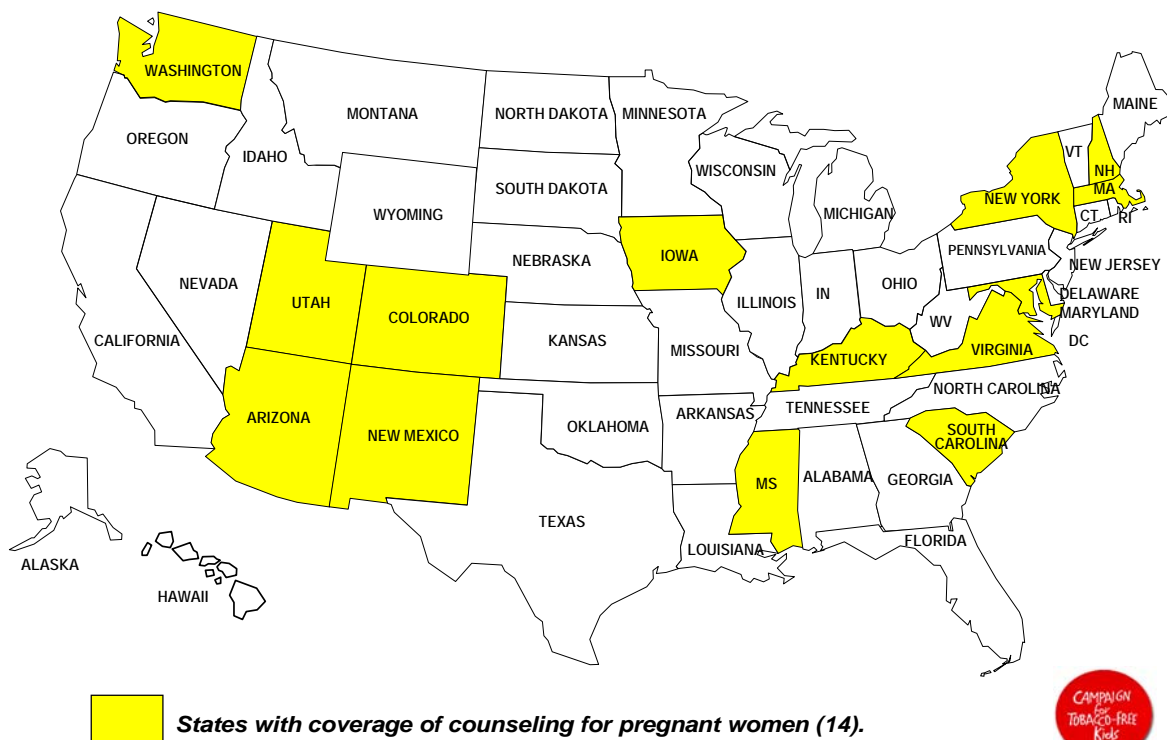 WASHINGTON
MONTANA
NORTH DAKOTA
MINNESOTA
MAINE
OREGON
IDAHO
WISCONSIN
VT
NH
SOUTH DAKOTA
MA
NEW YORK
WYOMING
MICHIGAN
CT
RI
IOWA
PENNSYLVANIA
NEBRASKA
NEW JERSEY
NEVADA
OHIO
UTAH
ILLINOIS
IN
DELAWARE
COLORADO
MARYLAND
WV
CALIFORNIA
KANSAS
MISSOURI
DC
VIRGINIA
KENTUCKY
NORTH CAROLINA
ARIZONA
TENNESSEE
ARKANSAS
OKLAHOMA
NEW MEXICO
SOUTH
CAROLINA
MS
ALABAMA
GEORGIA
TEXAS
LOUISIANA
FLORIDA
ALASKA
HAWAII
States with coverage of counseling for pregnant women (14).
CAMPAIGN
for
TOBACCO-FREE
Kids